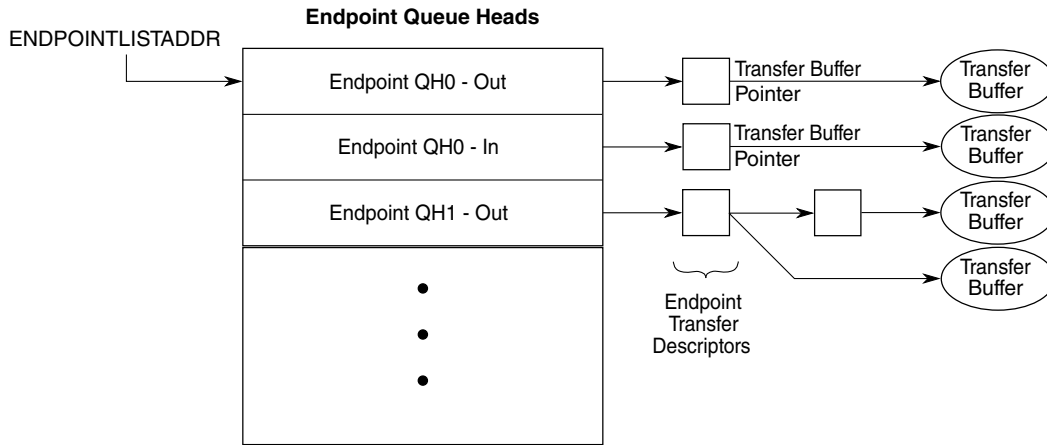 Endpoint Queue Heads
ENDPOINTLISTADDR
Endpoint QH0 - Out
Transfer Buffer
Pointer
Transfer
Buffer
Endpoint QH0 - In
Transfer Buffer
Pointer
Transfer
Buffer
Endpoint QH1 - Out
Transfer
Buffer
Transfer
Buffer
Endpoint
Transfer
Descriptors